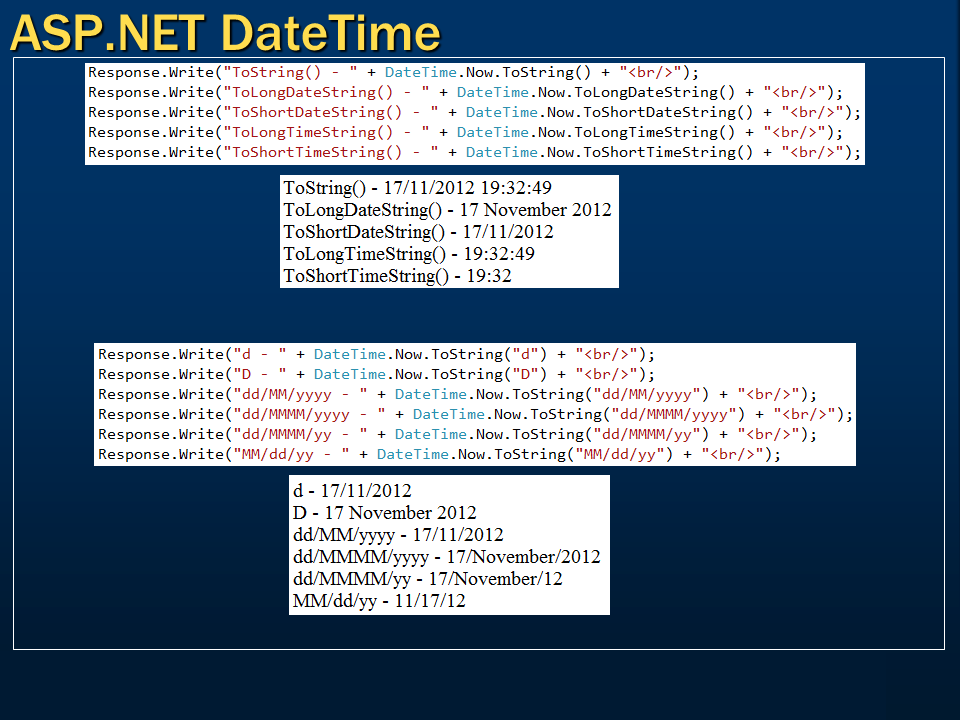 ASP.NET DateTime
Response.Write("ToString() - " + DateTime.Now.ToString() + "<br/>");
Response.Write("ToLongDateString() - " + DateTime.Now.ToLongDateString() + "<br/>");
Response.Write("ToShortDateString() - " + DateTime.Now.ToShortDateString() + "<br/>");
Response.Write("ToLongTimeString() - " + DateTime.Now.ToLongTimeString() + "<br/>");
Response.Write("ToShortTimeString() - " + DateTime.Now.ToShortTimeString() + "<br/>");
ToString() - 17/11/2012 19:32:49
ToLongDateString() - 17 November 2012
ToShortDateString() - 17/11/2012
ToLongTimeString() - 19:32:49
ToShortTimeString() - 19:32
Response.Write("d - " + DateTime.Now.ToString("d") + "<br/>");
Response.Write("D - " + DateTime.Now.ToString("D") + "<br/>");
Response.Write("dd/MM/yyyy - " + DateTime.Now.ToString("dd/MM/yyyy") + "<br/>");
Response.Write("dd/MMMM/yyyy - " + DateTime.Now.ToString("dd/MMMM/yyyy") + "<br/>");
Response.Write("dd/MMMM/yy - " + DateTime.Now.ToString("dd/MMMM/yy") + "<br/>");
Response.Write("MM/dd/yy - " + DateTime.Now.ToString("MM/dd/yy") + "<br/>");
d - 17/11/2012
D - 17 November 2012
dd/MM/yyyy - 17/11/2012
dd/MMMM/yyyy - 17/November/2012
dd/MMMM/yy - 17/November/12
MM/dd/yy - 11/17/12